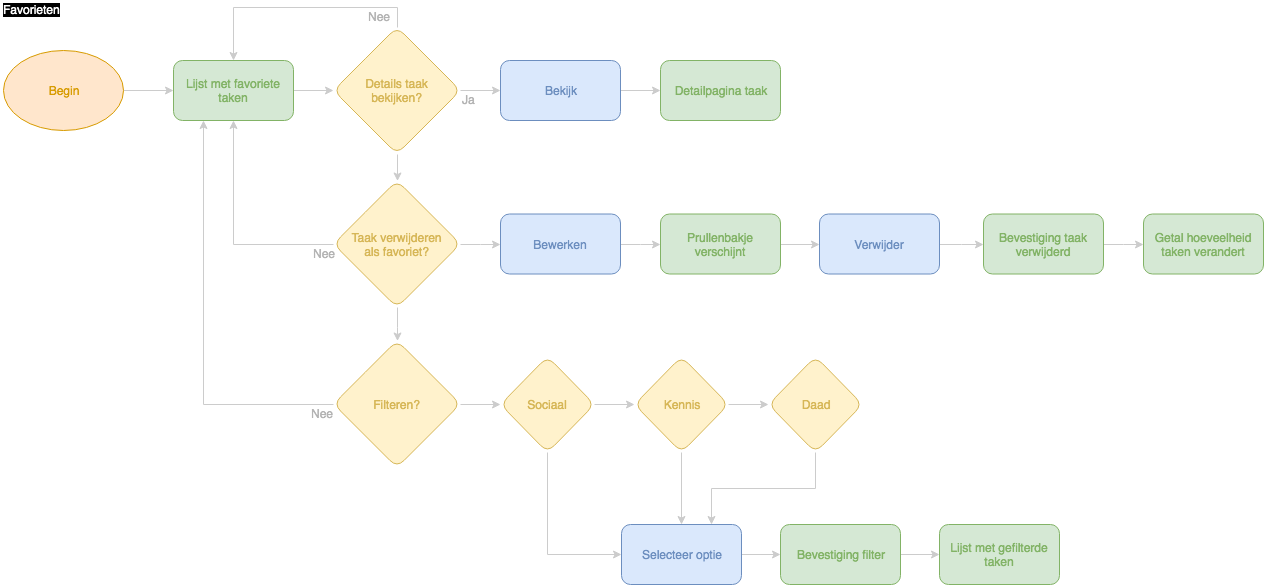 Favorieten
Nee
Begin
Lijst met favoriete
taken
Details taak
bekijken?
Ja
Bekijk
Detailpagina taak
Taak verwijderen
als favoriet?
Nee
Bewerken
Prullenbakje
verschijnt
Verwijder
Bevestiging taak
verwijderd
Getal hoeveelheid
taken verandert
Filteren?
Nee
Sociaal
Kennis
Daad
Selecteer optie
Bevestiging filter
Lijst met gefilterde
taken